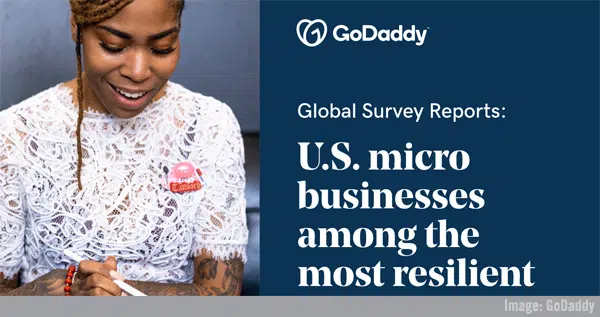 GoDaddy
Global Survey Reports:
U.S. micro
businesses
among the
most resilient
Image: GoDaddy